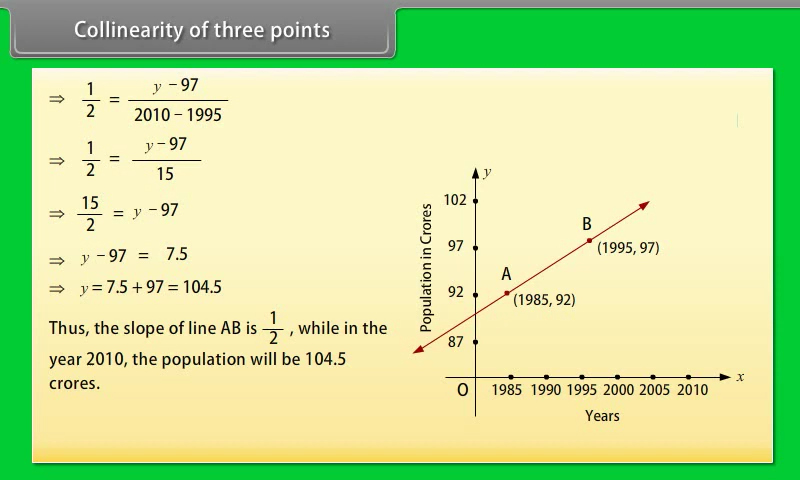 Collinearity of three points
⇒ 1/2 = y − 97 / 2010 − 1995
⇒ 1/2 = y − 97 / 15
⇒ 15/2 = y − 97
⇒ y − 97 = 7.5
⇒ y = 7.5 + 97 = 104.5
Thus, the slope of line AB is 1/2 , while in the
year 2010, the population will be 104.5
crores.
y
Population in Crores
102
97
92
87
B
(1995, 97)
A
(1985, 92)
O
x
1985 1990 1995 2000 2005 2010
Years